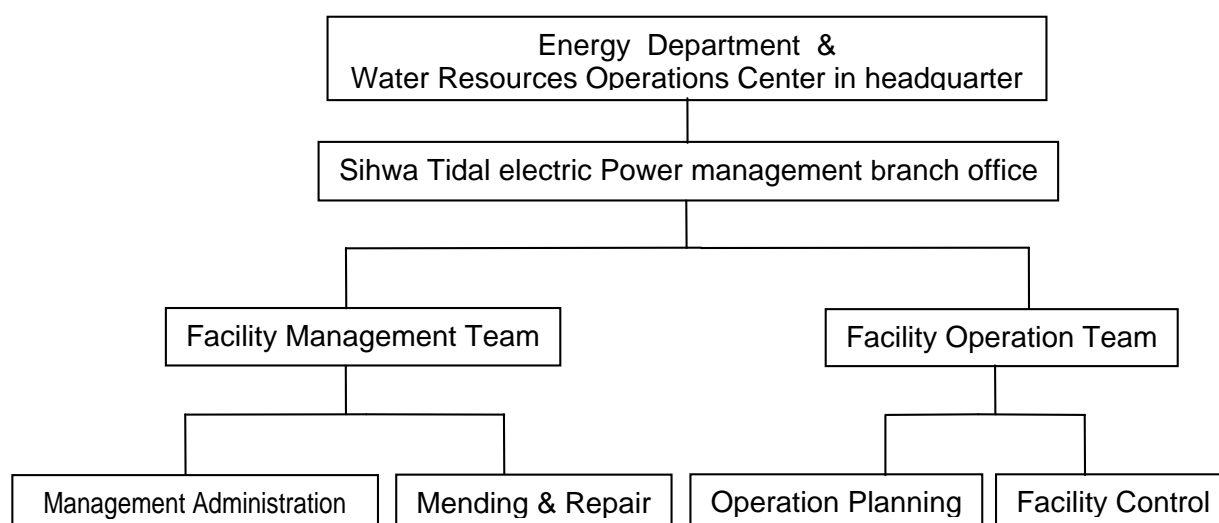 Energy Department &
Water Resources Operations Center in headquarter
Sihwa Tidal electric Power management branch office
Facility Management Team
Facility Operation Team
Management Administration
Mending & Repair
Operation Planning
Facility Control